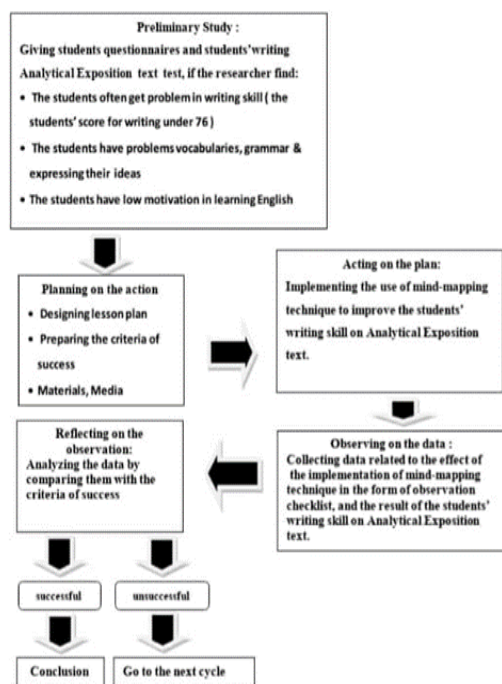 Preliminary Study :
Giving students questionnaires and students'writing
Analytical Exposition text test, if the researcher find:
• The students often get problem in writing skill ( the
students' score for writing under 76 )
• The students have problems vocabularies, grammar &
expressing their ideas
• The students have low motivation in learning English
Planning on the action
• Designing lesson plan
• Preparing the criteria of
success
• Materials, Media
Acting on the plan:
Implementing the use of mind-mapping
technique to improve the students'
writing skill on Analytical Exposition
text.
Observing on the data :
Collecting data related to the effect of
the implementation of mind-mapping
technique in the form of observation
checklist, and the result of the students'
writing skill on Analytical Exposition
text.
Reflecting on the
observation:
Analyzing the data by
comparing them with the
criteria of success
successful
unsuccessful
Conclusion
Go to the next cycle